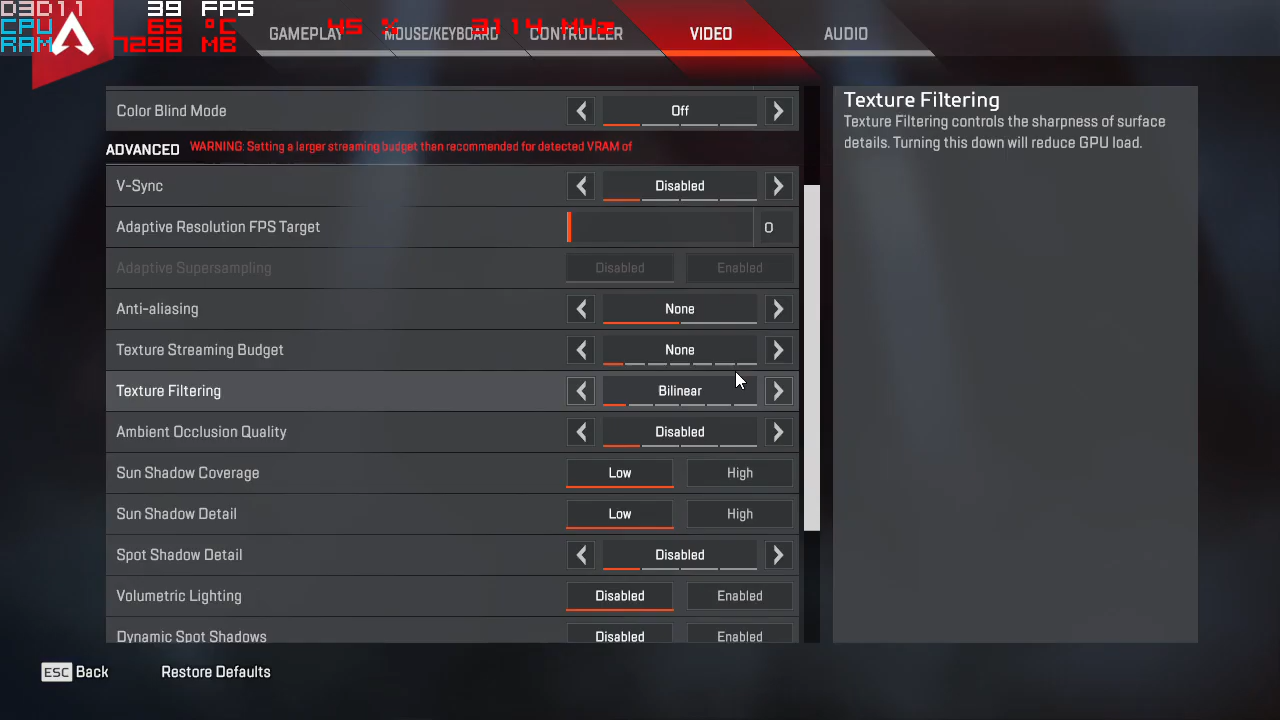 D3D11 39 FPS
CPU 65 °C 45 % 3114 MHz
RAM 7298 MB
GAMEPLAY MOUSE/KEYBOARD CONTROLLER VIDEO AUDIO
Color Blind Mode Off
ADVANCED WARNING: Setting a larger streaming budget than recommended for detected VRAM of
V-Sync Disabled
Adaptive Resolution FPS Target 0
Adaptive Supersampling Disabled Enabled
Anti-aliasing None
Texture Streaming Budget None
Texture Filtering Bilinear
Ambient Occlusion Quality Disabled
Sun Shadow Coverage Low High
Sun Shadow Detail Low High
Spot Shadow Detail Disabled
Volumetric Lighting Disabled Enabled
Dynamic Spot Shadows Disabled Enabled
Texture Filtering
Texture Filtering controls the sharpness of surface
details. Turning this down will reduce GPU load.
ESC Back Restore Defaults